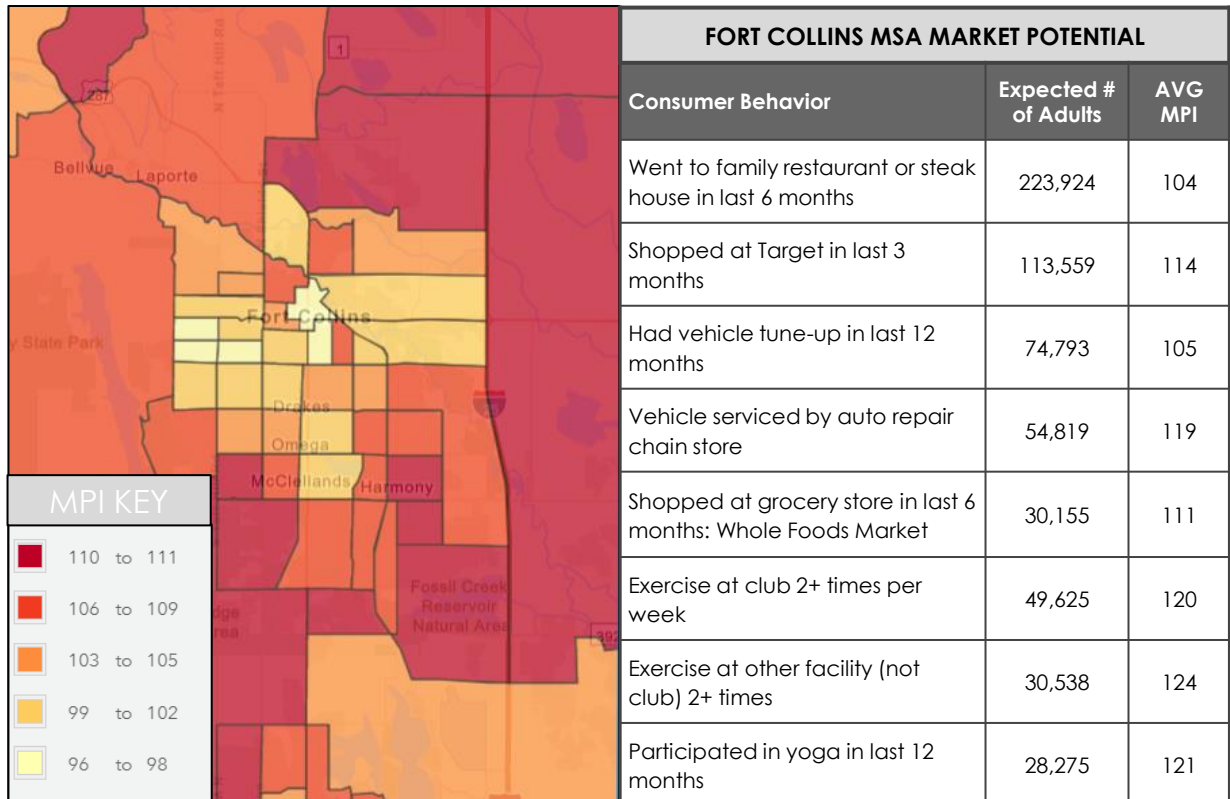 1
N Taft Hill Rd
287
Bellvue
Laporte
Fort Collins
y State Park
Drakes
Omega
McClellands
Harmony
Fossil Creek
Reservoir
Natural Area
392
dge
rea
MPI KEY
110 to 111
106 to 109
103 to 105
99 to 102
96 to 98
FORT COLLINS MSA MARKET POTENTIAL
Consumer Behavior
Expected #
of Adults
AVG
MPI
Went to family restaurant or steak
house in last 6 months
223,924
104
Shopped at Target in last 3
months
113,559
114
Had vehicle tune-up in last 12
months
74,793
105
Vehicle serviced by auto repair
chain store
54,819
119
Shopped at grocery store in last 6
months: Whole Foods Market
30,155
111
Exercise at club 2+ times per
week
49,625
120
Exercise at other facility (not
club) 2+ times
30,538
124
Participated in yoga in last 12
months
28,275
121